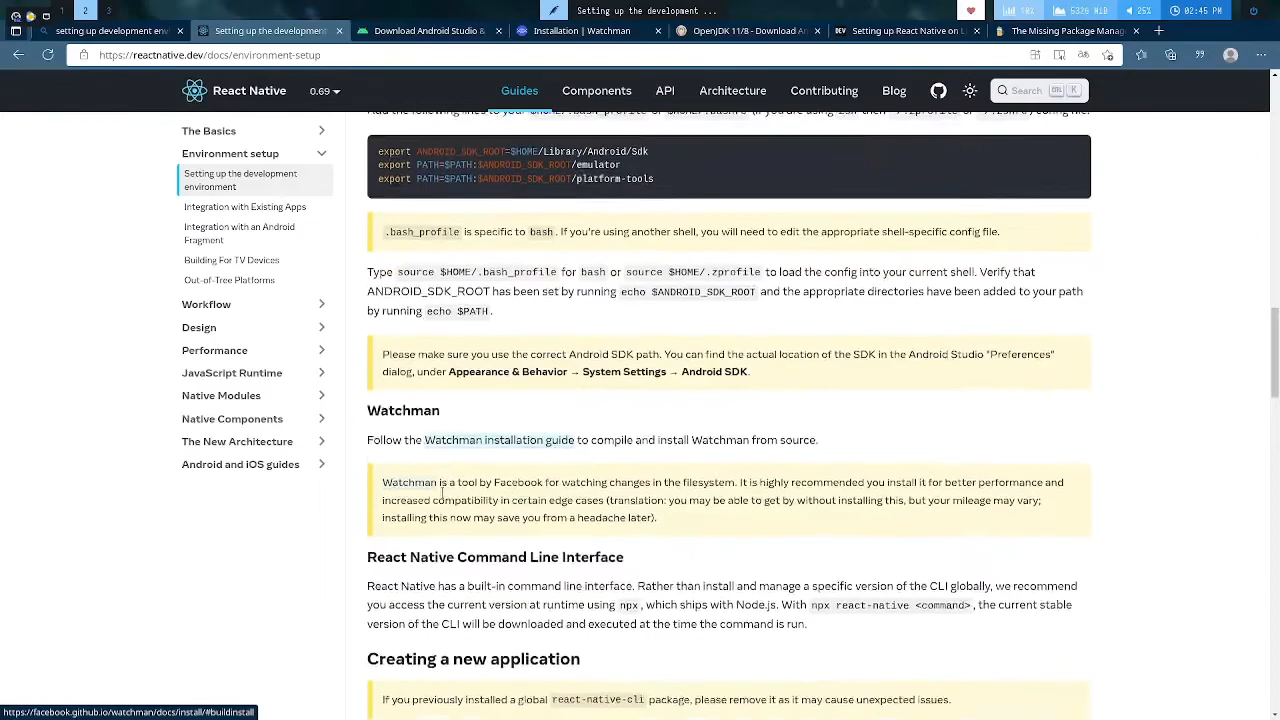 1 2 3
Setting up the development ...
18%
5326 MiB
25%
02:45 PM
setting up development env
Setting up the development
Download Android Studio &
Installation | Watchman
OpenJDK 11/8 - Download An
Setting up React Native on L
The Missing Package Manag
https://reactnative.dev/docs/environment-setup
React Native
0.69
Guides
Components
API
Architecture
Contributing
Blog
Search
K
The Basics
Environment setup
Setting up the development
environment
Integration with Existing Apps
Integration with an Android
Fragment
Building For TV Devices
Out-of-Tree Platforms
Workflow
Design
Performance
JavaScript Runtime
Native Modules
Native Components
The New Architecture
Android and iOS guides
export ANDROID_SDK_ROOT=$HOME/Library/Android/Sdk
export PATH=$PATH:$ANDROID_SDK_ROOT/emulator
export PATH=$PATH:$ANDROID_SDK_ROOT/platform-tools
.bash_profile is specific to bash. If you're using another shell, you will need to edit the appropriate shell-specific config file.
Type source $HOME/.bash_profile for bash or source $HOME/.zprofile to load the config into your current shell. Verify that
ANDROID_SDK_ROOT has been set by running echo $ANDROID_SDK_ROOT and the appropriate directories have been added to your path
by running echo $PATH.
Please make sure you use the correct Android SDK path. You can find the actual location of the SDK in the Android Studio "Preferences"
dialog, under Appearance & Behavior → System Settings → Android SDK.
Watchman
Follow the Watchman installation guide to compile and install Watchman from source.
Watchman is a tool by Facebook for watching changes in the filesystem. It is highly recommended you install it for better performance and
increased compatibility in certain edge cases (translation: you may be able to get by without installing this, but your mileage may vary;
installing this now may save you from a headache later).
React Native Command Line Interface
React Native has a built-in command line interface. Rather than install and manage a specific version of the CLI globally, we recommend
you access the current version at runtime using npx, which ships with Node.js. With npx react-native <command>, the current stable
version of the CLI will be downloaded and executed at the time the command is run.
Creating a new application
If you previously installed a global react-native-cli package, please remove it as it may cause unexpected issues.
https://facebook.github.io/watchman/docs/install/#buildinstall